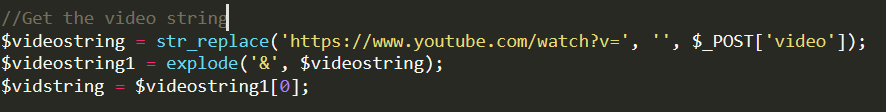 //Get the video string
$videostring = str_replace('https://www.youtube.com/watch?v=', '', $_POST['video']);
$videostring1 = explode('&', $videostring);
$vidstring = $videostring1[0];